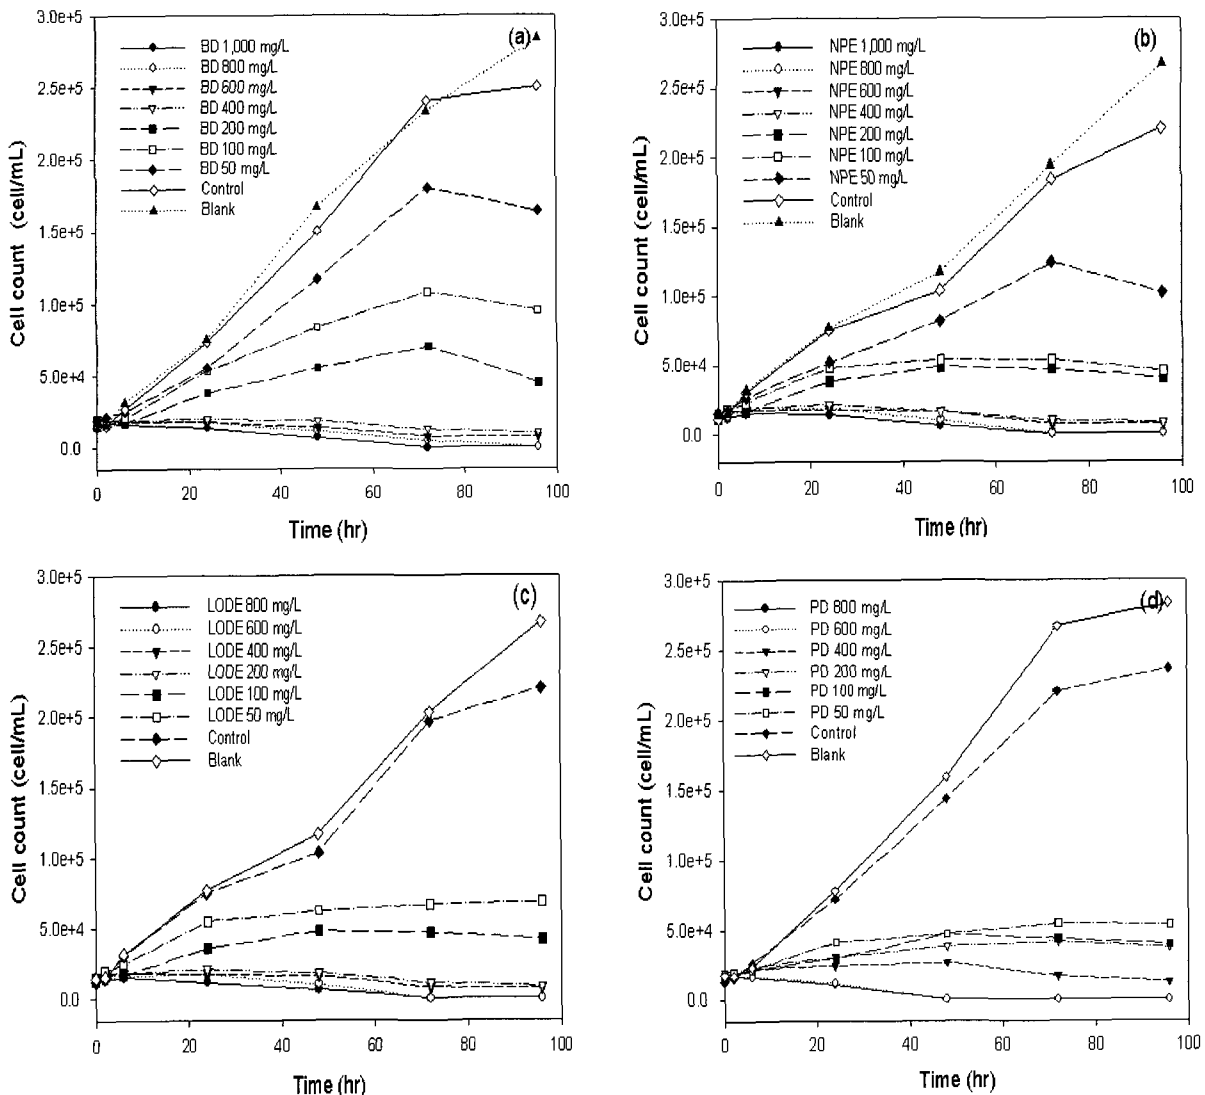 (a)
BD 1,000 mg/L
BD 800 mg/L
BD 600 mg/L
BD 400 mg/L
BD 200 mg/L
BD 100 mg/L
BD 50 mg/L
Control
Blank
3.0e+5
2.5e+5
2.0e+5
1.5e+5
1.0e+5
5.0e+4
0.0
Cell count (cell/mL)
0 20 40 60 80 100
Time (hr)
(b)
NPE 1,000 mg/L
NPE 800 mg/L
NPE 600 mg/L
NPE 400 mg/L
NPE 200 mg/L
NPE 100 mg/L
NPE 50 mg/L
Control
Blank
3.0e+5
2.5e+5
2.0e+5
1.5e+5
1.0e+5
5.0e+4
0.0
Cell count (cell/mL)
0 20 40 60 80 100
Time (hr)
(c)
LODE 800 mg/L
LODE 600 mg/L
LODE 400 mg/L
LODE 200 mg/L
LODE 100 mg/L
LODE 50 mg/L
Control
Blank
3.0e+5
2.5e+5
2.0e+5
1.5e+5
1.0e+5
5.0e+4
0.0
Cell count (cell/mL)
0 20 40 60 80 100
Time (hr)
(d)
PD 800 mg/L
PD 600 mg/L
PD 400 mg/L
PD 200 mg/L
PD 100 mg/L
PD 50 mg/L
Control
Blank
3.0e+5
2.5e+5
2.0e+5
1.5e+5
1.0e+5
5.0e+4
0.0
Cell count (cell/mL)
0 20 40 60 80 100
Time (hr)